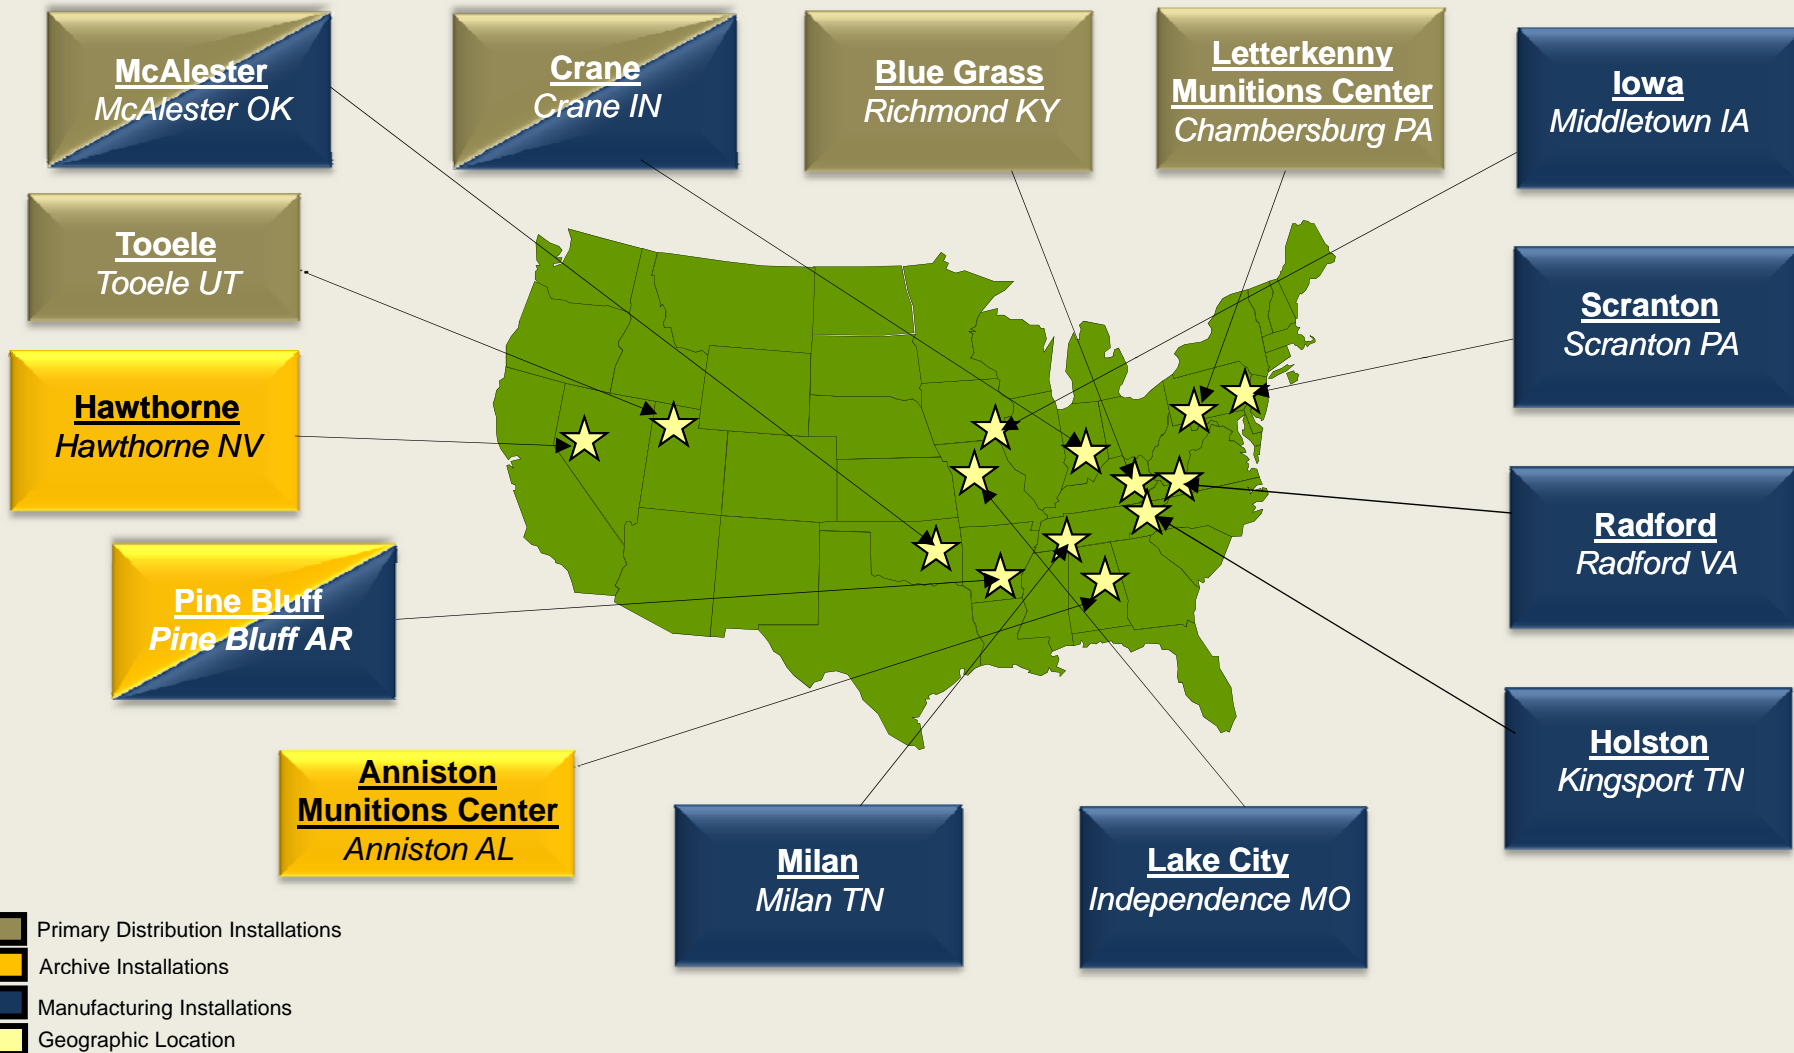 McAlester
McAlester OK
Crane
Crane IN
Blue Grass
Richmond KY
Letterkenny
Munitions Center
Chambersburg PA
Iowa
Middletown IA
Tooele
Tooele UT
Scranton
Scranton PA
Hawthorne
Hawthorne NV
Radford
Radford VA
Pine Bluff
Pine Bluff AR
Holston
Kingsport TN
Anniston
Munitions Center
Anniston AL
Milan
Milan TN
Lake City
Independence MO
Primary Distribution Installations
Archive Installations
Manufacturing Installations
Geographic Location